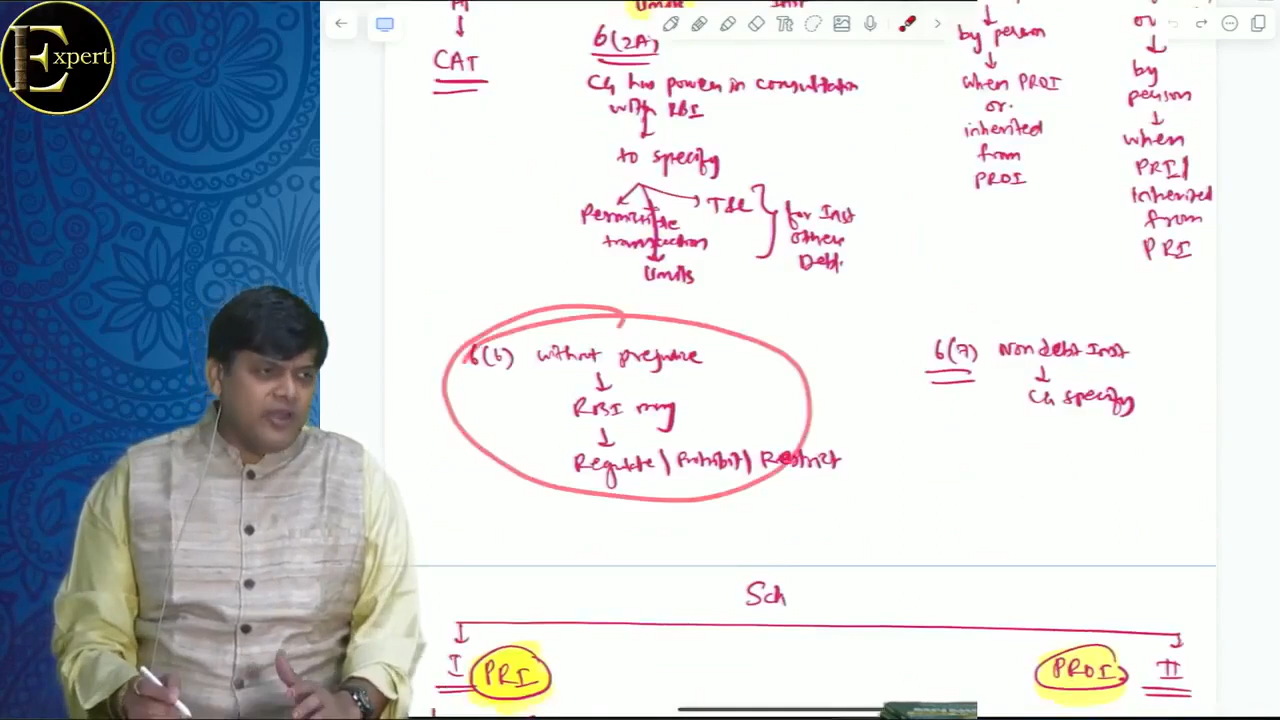 Expert
CAT
6(2A)
CG has power in consultation
with RBI
to specify
Permissible
transaction
Limits
T&C
for Inst
other
Debt.
by person
when PROI
or
inherited
from
PROI
or
by
person
when
PRI/
inherited
from
PRI
6(6) without prejudice
RBI may
Regulate / Prohibit / Restrict
6(7) Non debt Inst
CG specify
Sch
I PRI
PROI II